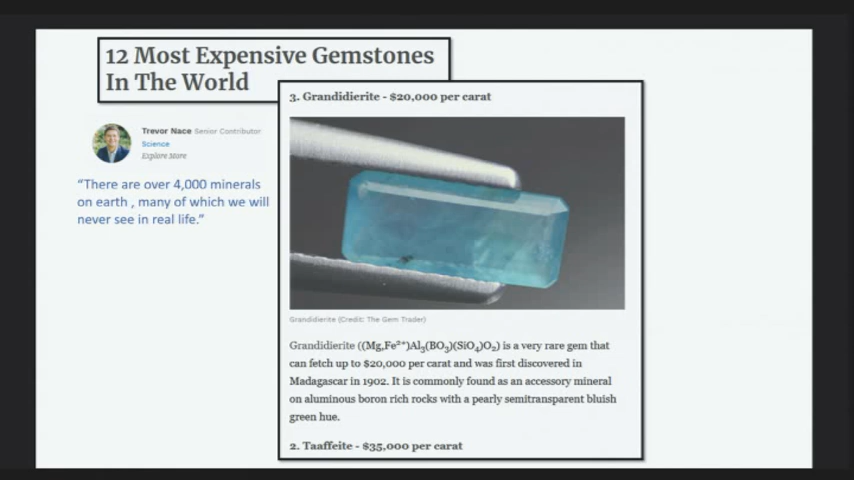 12 Most Expensive Gemstones
In The World
Trevor Nace Senior Contributor
Science
Explore More
“There are over 4,000 minerals
on earth , many of which we will
never see in real life.”
3. Grandidierite - $20,000 per carat
Grandidierite (Credit: The Gem Trader)
Grandidierite ((Mg,Fe²⁺)Al₃(BO₃)(SiO₄)O₂) is a very rare gem that
can fetch up to $20,000 per carat and was first discovered in
Madagascar in 1902. It is commonly found as an accessory mineral
on aluminous boron rich rocks with a pearly semitransparent bluish
green hue.
2. Taaffeite - $35,000 per carat